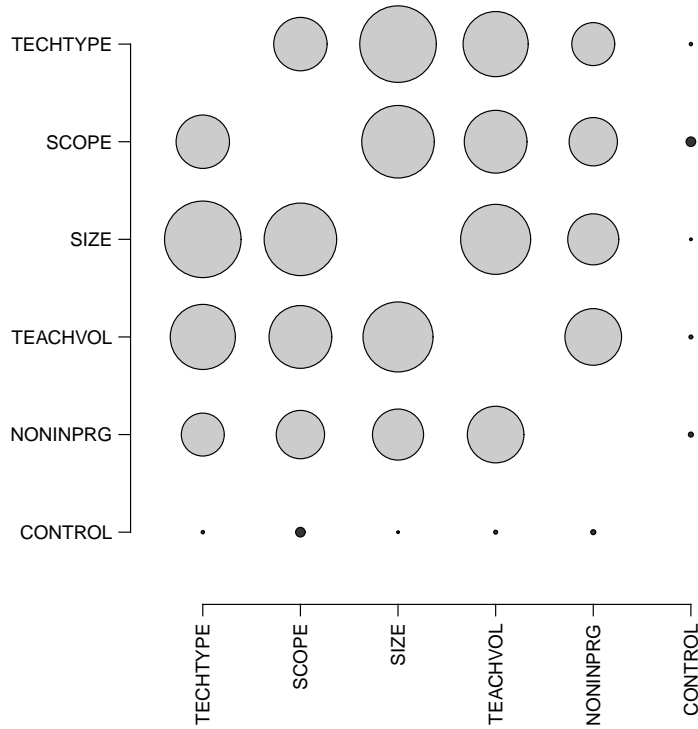 TECHTYPE
SCOPE
SIZE
TEACHVOL
NONINPRG
CONTROL
TECHTYPE
SCOPE
SIZE
TEACHVOL
NONINPRG
CONTROL